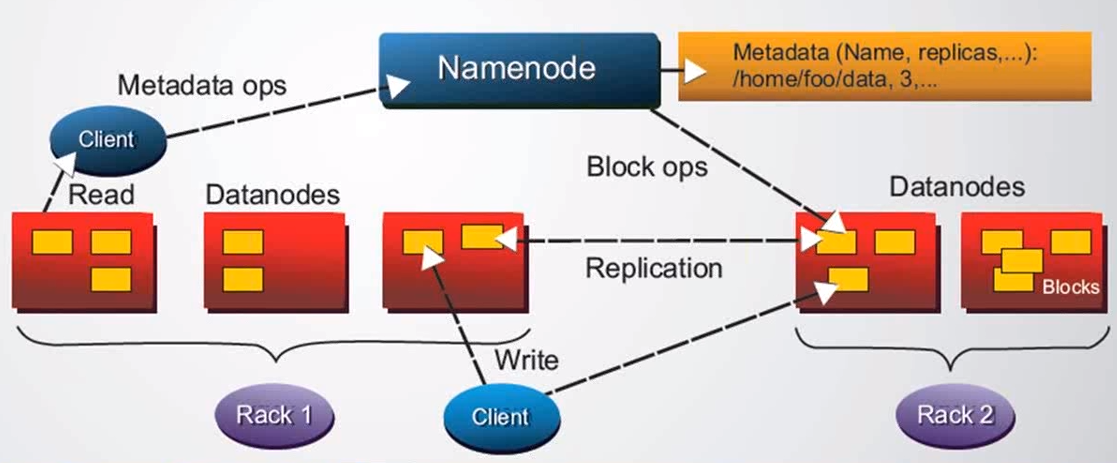 Namenode
Metadata (Name, replicas,...):
/home/foo/data, 3,...
Metadata ops
Client
Block ops
Read
Datanodes
Datanodes
Replication
Blocks
Write
Rack 1
Client
Rack 2